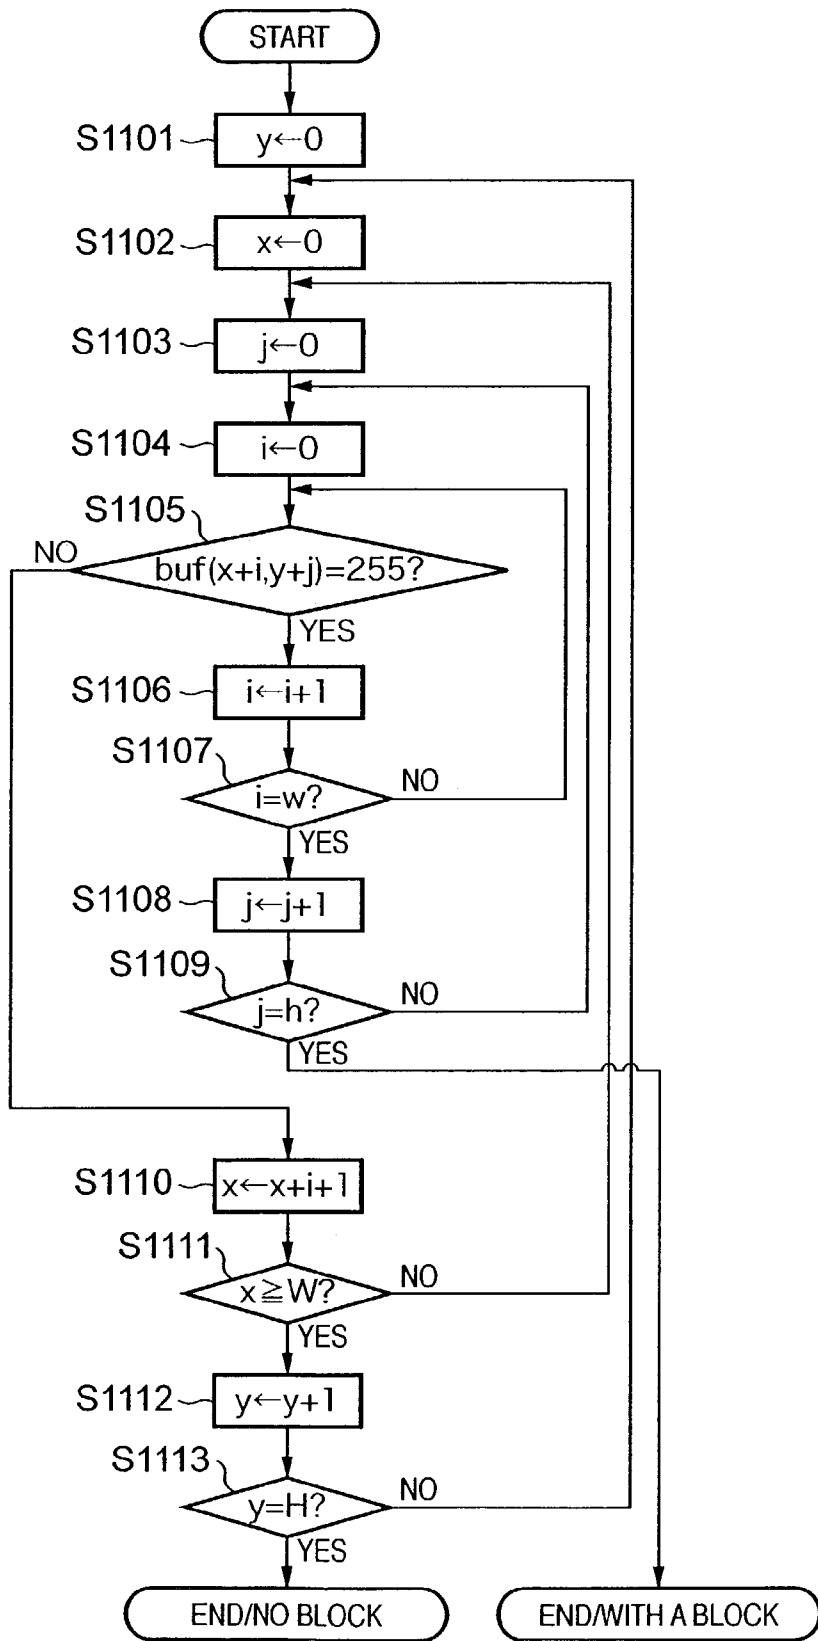 START
S1101
y←0
S1102
x←0
S1103
j←0
S1104
i←0
S1105
NO
buf(x+i,y+j)=255?
YES
S1106
i←i+1
S1107
NO
i=w?
YES
S1108
j←j+1
S1109
NO
j=h?
YES
S1110
x←x+i+1
S1111
NO
x≧W?
YES
S1112
y←y+1
S1113
NO
y=H?
YES
END/NO BLOCK
END/WITH A BLOCK